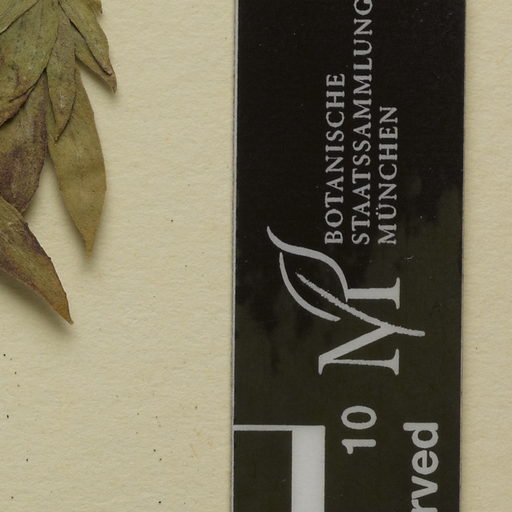 BOTANISCHE
STAATSSAMMLUNG
MÜNCHEN
10
rved